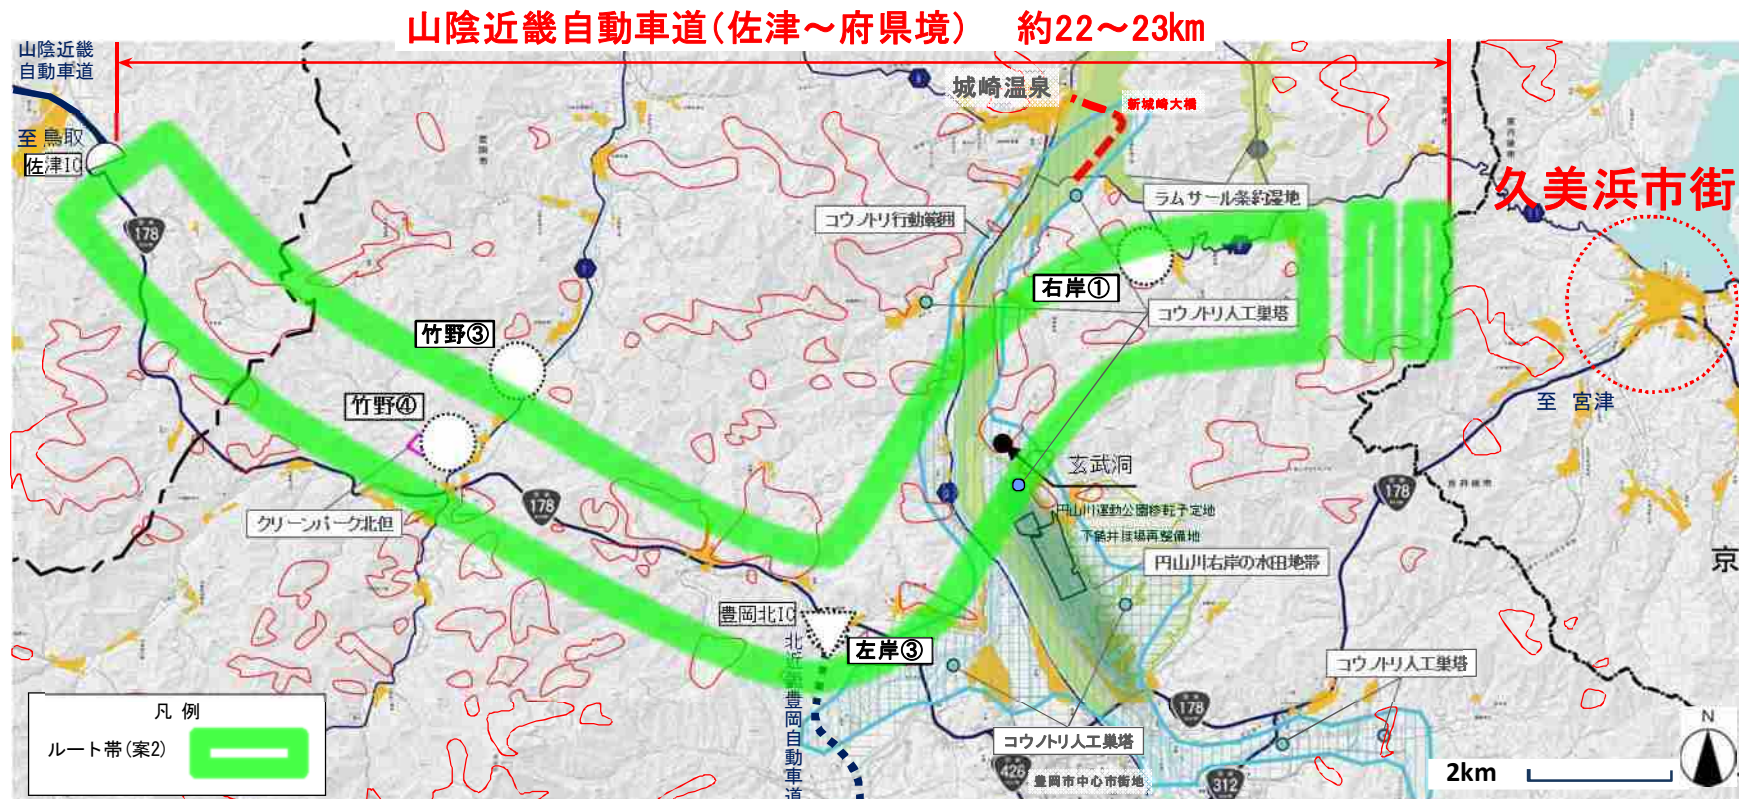 山陰近畿自動車道(佐津～府県境)　約22～23km
山陰近畿
自動車道
至 鳥取
佐津IC
178
城崎温泉
新城崎大橋
ラムサール条約湿地
久美浜市街
コウノトリ行動範囲
右岸①
コウノトリ人工巣塔
竹野③
竹野④
至 宮津
玄武洞
178
178
クリーンパーク北但
円山川運動公園移転予定地
下鶴井ほ場再整備地
円山川右岸の水田地帯
京
豊岡北IC
北近畿豊岡自動車道
左岸③
コウノトリ人工巣塔
178
コウノトリ人工巣塔
426
豊岡市中心市街地
312
凡 例
ルート帯(案2)
2km
N